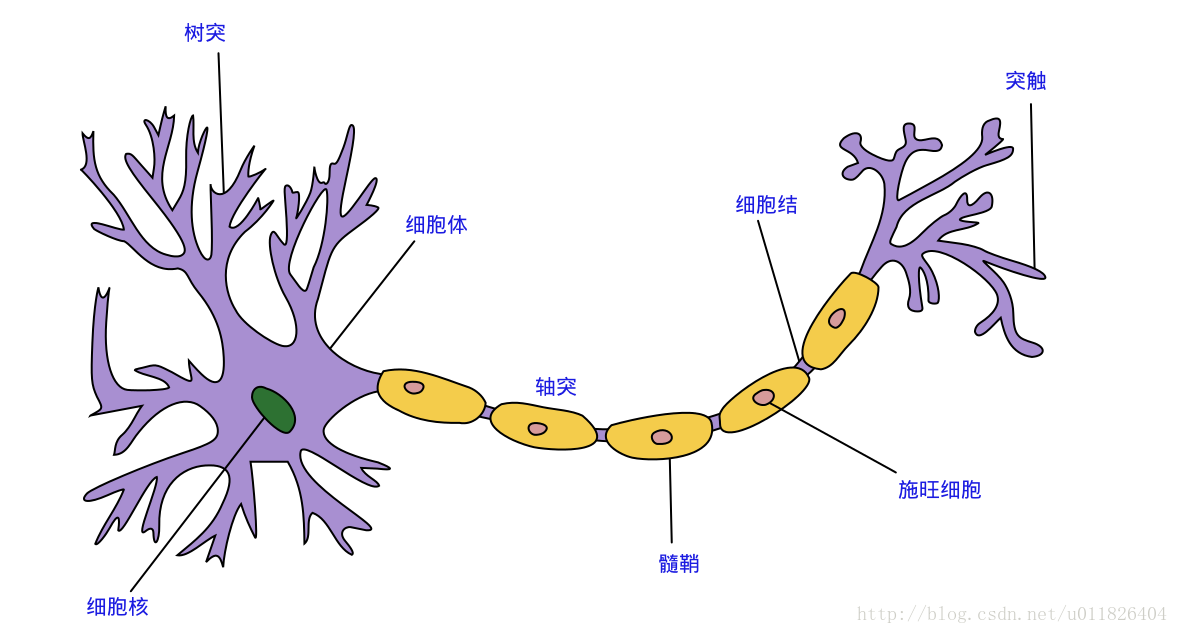 树突
突触
细胞结
细胞体
轴突
施旺细胞
髓鞘
细胞核
http://blog.csdn.net/u011826404